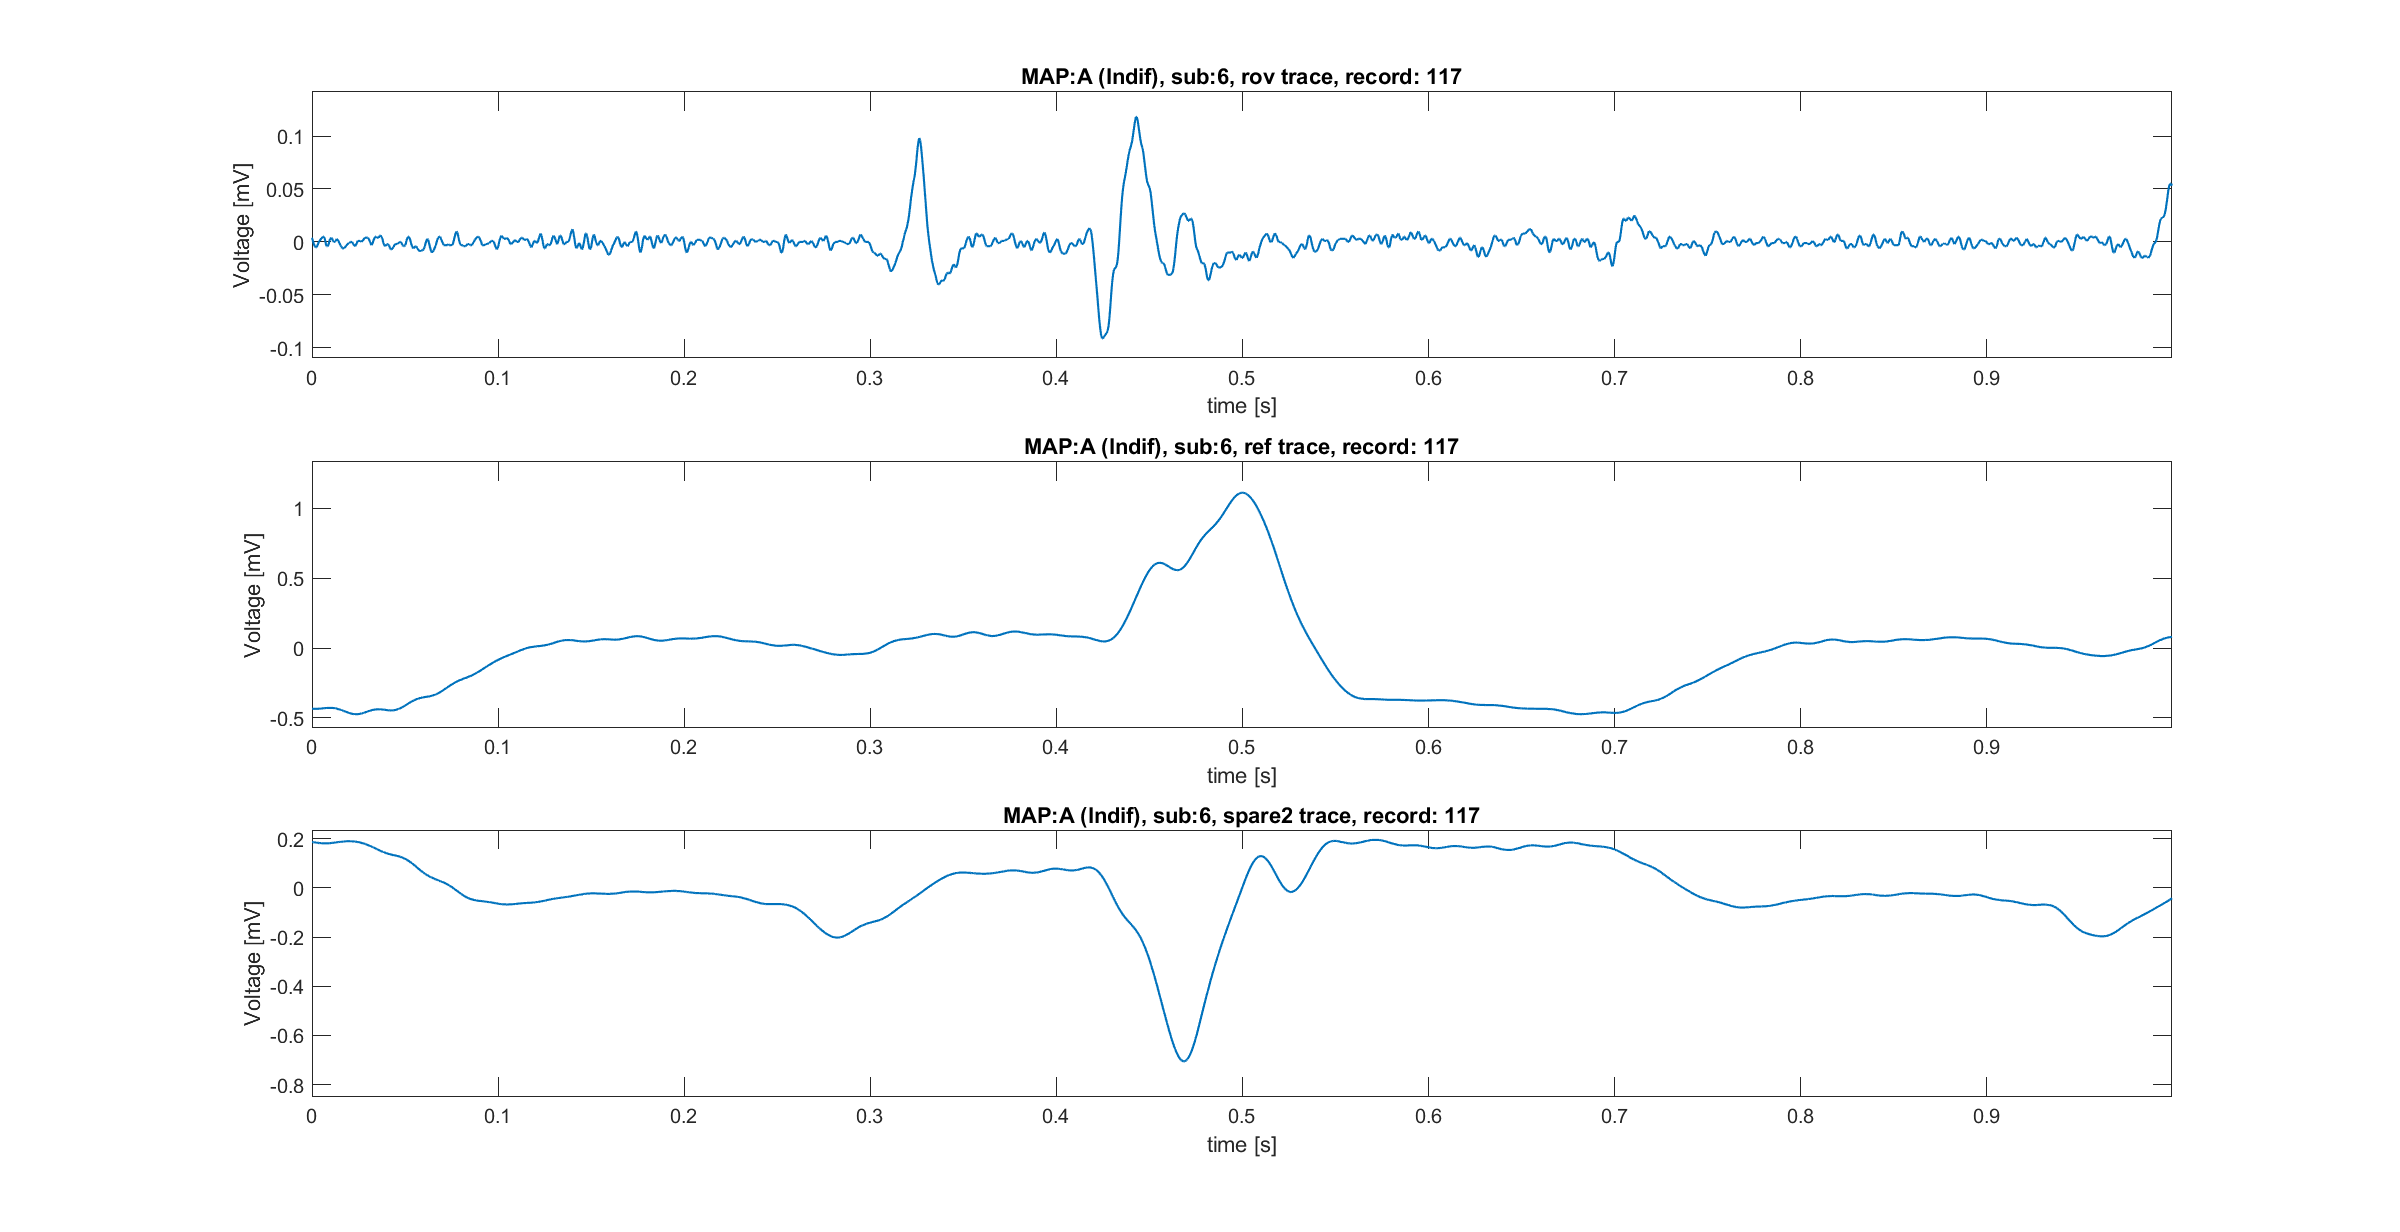 MAP:A (Indif), sub:6, rov trace, record: 117
Voltage [mV]
0.1
0.05
0
-0.05
-0.1
0 0.1 0.2 0.3 0.4 0.5 0.6 0.7 0.8 0.9
time [s]
MAP:A (Indif), sub:6, ref trace, record: 117
Voltage [mV]
1
0.5
0
-0.5
0 0.1 0.2 0.3 0.4 0.5 0.6 0.7 0.8 0.9
time [s]
MAP:A (Indif), sub:6, spare2 trace, record: 117
Voltage [mV]
0.2
0
-0.2
-0.4
-0.6
-0.8
0 0.1 0.2 0.3 0.4 0.5 0.6 0.7 0.8 0.9
time [s]